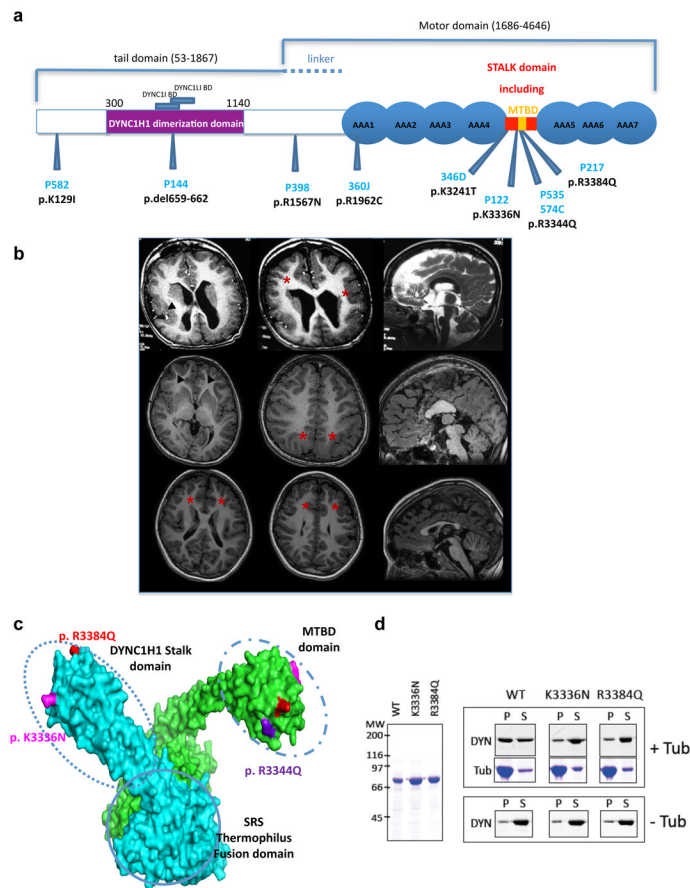 a
Motor domain (1686-4646)
tail domain (53-1867)
linker
STALK domain
including
MTBD
DYNC1LI BD
DYNC1I BD
300
1140
DYNC1H1 dimerization domain
AAA1
AAA2
AAA3
AAA4
AAA5
AAA6
AAA7
P582
p.K129I
P144
p.del659-662
P398
p.R1567N
360J
p.R1962C
346D
p.K3241T
P122
p.K3336N
P535
574C
p.R3344Q
P217
p.R3384Q
b
* *
* *
* * * *
c
p. R3384Q
DYNC1H1 Stalk
domain
MTBD
domain
p. K3336N
p. R3344Q
SRS
Thermophilus
Fusion domain
d
MW
WT
K3336N
R3384Q
200
116
97
66
45
WT K3336N R3384Q
P S P S P S
DYN
Tub
+ Tub
P S P S P S
DYN
- Tub